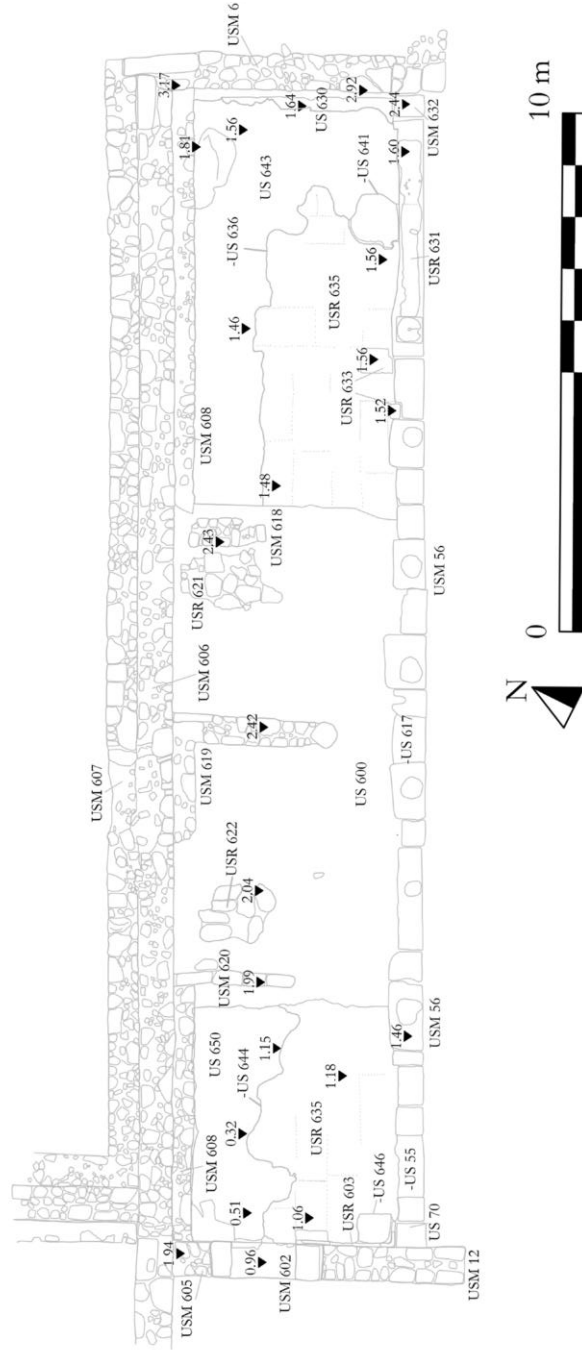 USM 607
USM 6
3.17
USM 606
USM 608
1.81
1.56
1.64
US 630
2.92
2.44
USM 632
US 643
-US 636
-US 641
1.60
1.56
USR 635
USR 631
1.46
1.56
USR 633
1.52
1.48
2.43
USR 621
USM 618
USM 56
USM 619
2.42
US 600
-US 617
USR 622
2.04
USM 620
1.99
USM 56
1.46
US 650
-US 644
1.15
1.18
USM 608
0.32
USR 635
0.51
1.06
USR 603
-US 646
-US 55
US 70
1.94
USM 605
0.96
USM 602
USM 12
N
0
10 m